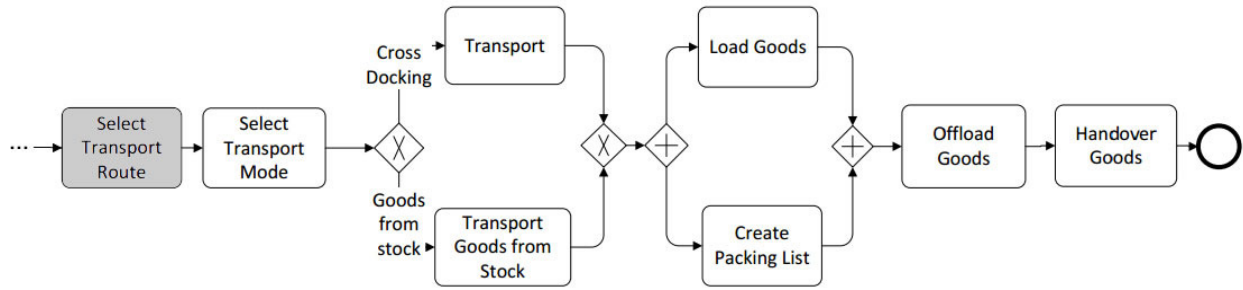 ...
Select
Transport
Route
Select
Transport
Mode
Cross
Docking
Goods
from
stock
Transport
Transport
Goods from
Stock
Load Goods
Create
Packing List
Offload
Goods
Handover
Goods